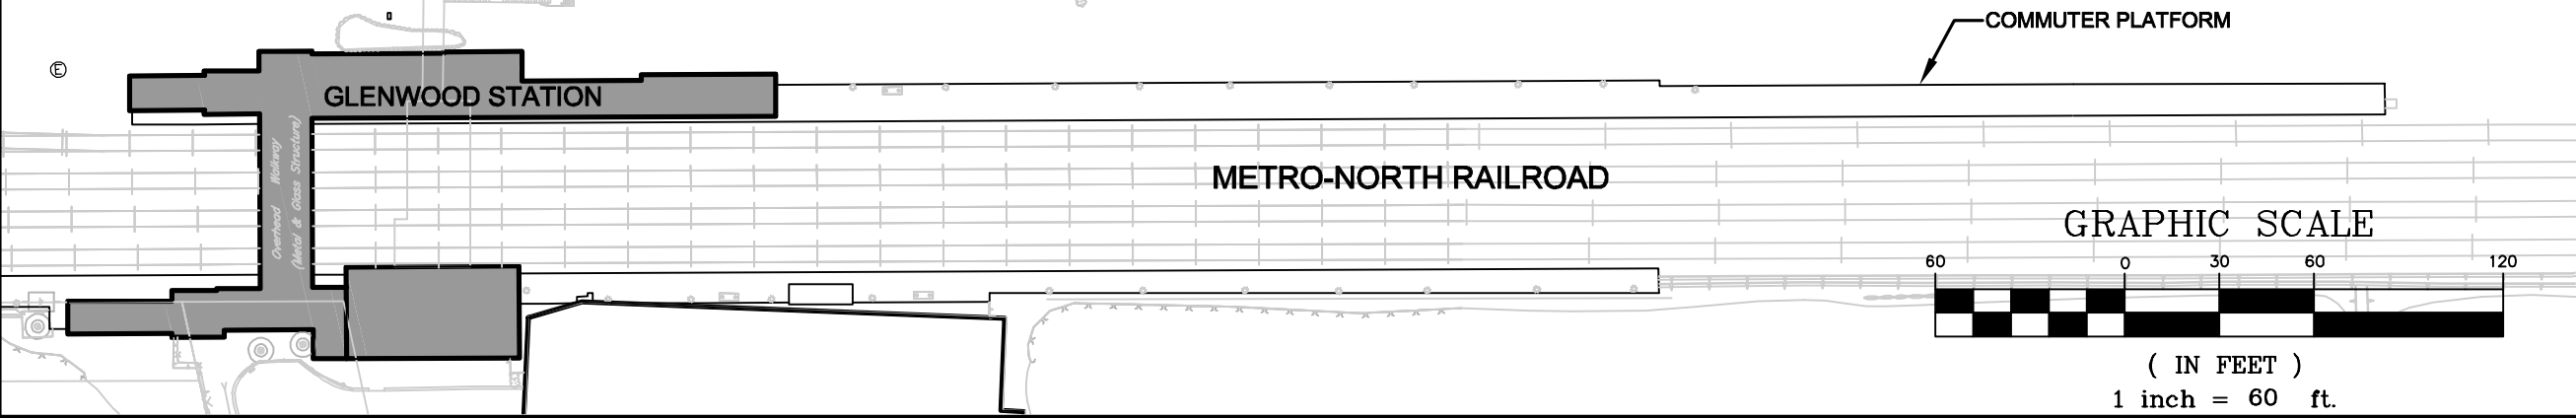 COMMUTER PLATFORM
E
GLENWOOD STATION
Overhead Walkway
(Metal & Glass Structure)
METRO-NORTH RAILROAD
GRAPHIC SCALE
60 0 30 60 120
( IN FEET )
1 inch = 60 ft.